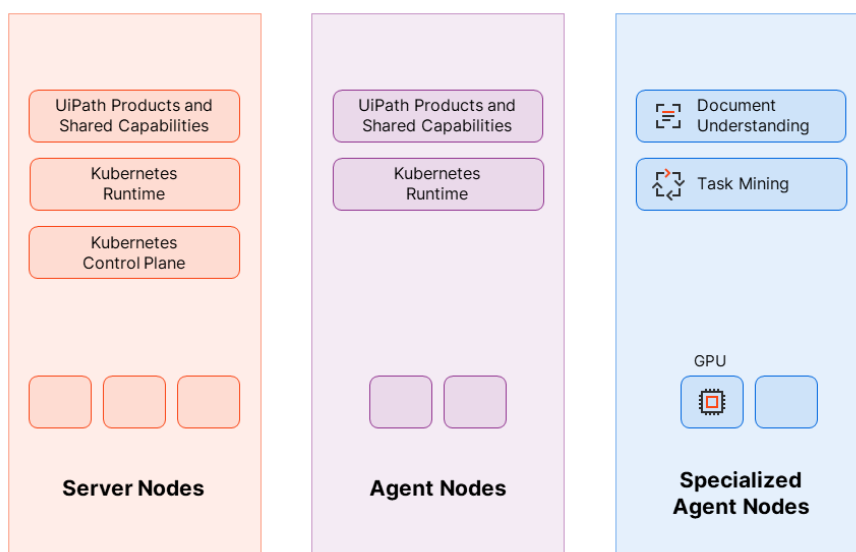 UiPath Products and
Shared Capabilities
Kubernetes
Runtime
Kubernetes
Control Plane
Server Nodes
UiPath Products and
Shared Capabilities
Kubernetes
Runtime
Agent Nodes
Document
Understanding
Task Mining
GPU
Specialized
Agent Nodes